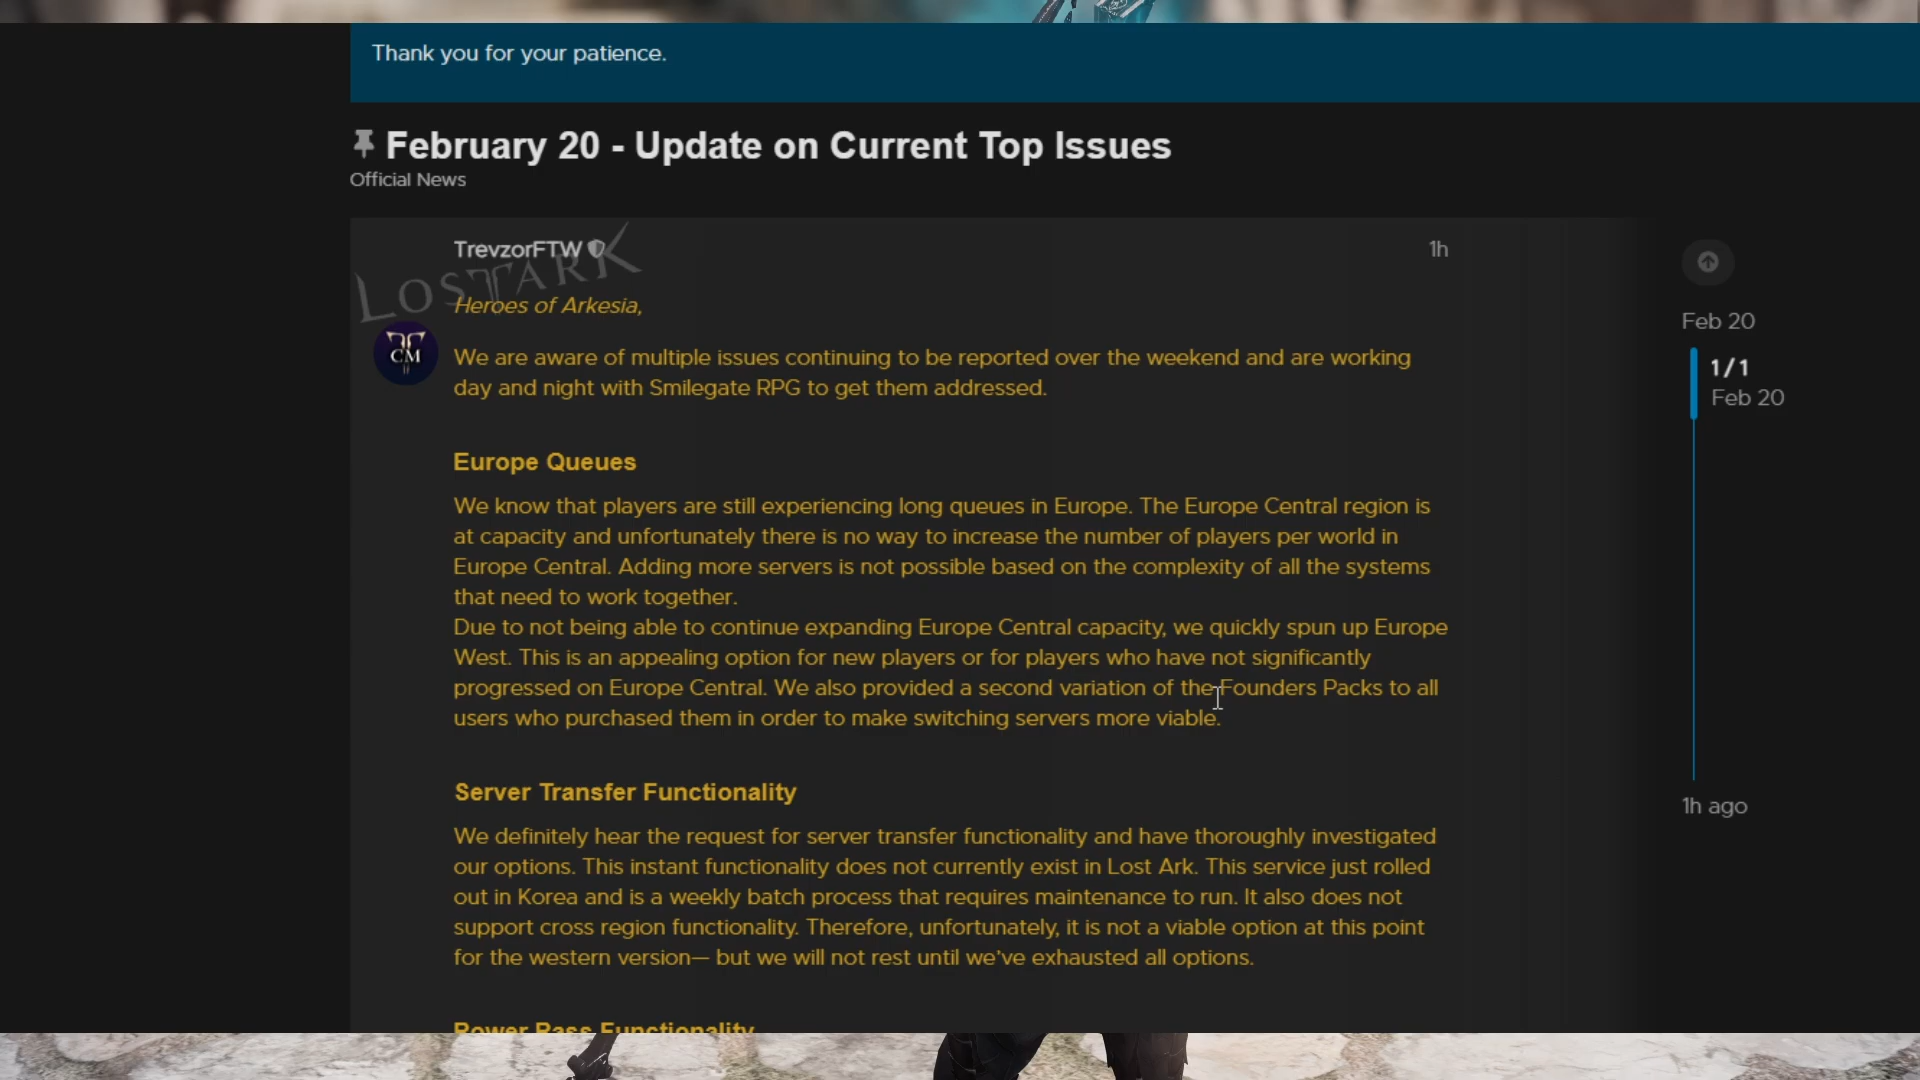 Thank you for your patience.
February 20 - Update on Current Top Issues
Official News
TrevzorFTW
1h
LOST ARK
Heroes of Arkesia,
CM
We are aware of multiple issues continuing to be reported over the weekend and are working
day and night with Smilegate RPG to get them addressed.
Europe Queues
We know that players are still experiencing long queues in Europe. The Europe Central region is
at capacity and unfortunately there is no way to increase the number of players per world in
Europe Central. Adding more servers is not possible based on the complexity of all the systems
that need to work together.
Due to not being able to continue expanding Europe Central capacity, we quickly spun up Europe
West. This is an appealing option for new players or for players who have not significantly
progressed on Europe Central. We also provided a second variation of the Founders Packs to all
users who purchased them in order to make switching servers more viable.
Server Transfer Functionality
We definitely hear the request for server transfer functionality and have thoroughly investigated
our options. This instant functionality does not currently exist in Lost Ark. This service just rolled
out in Korea and is a weekly batch process that requires maintenance to run. It also does not
support cross region functionality. Therefore, unfortunately, it is not a viable option at this point
for the western version— but we will not rest until we've exhausted all options.
Power Pass Functionality
Feb 20
1 / 1
Feb 20
1h ago